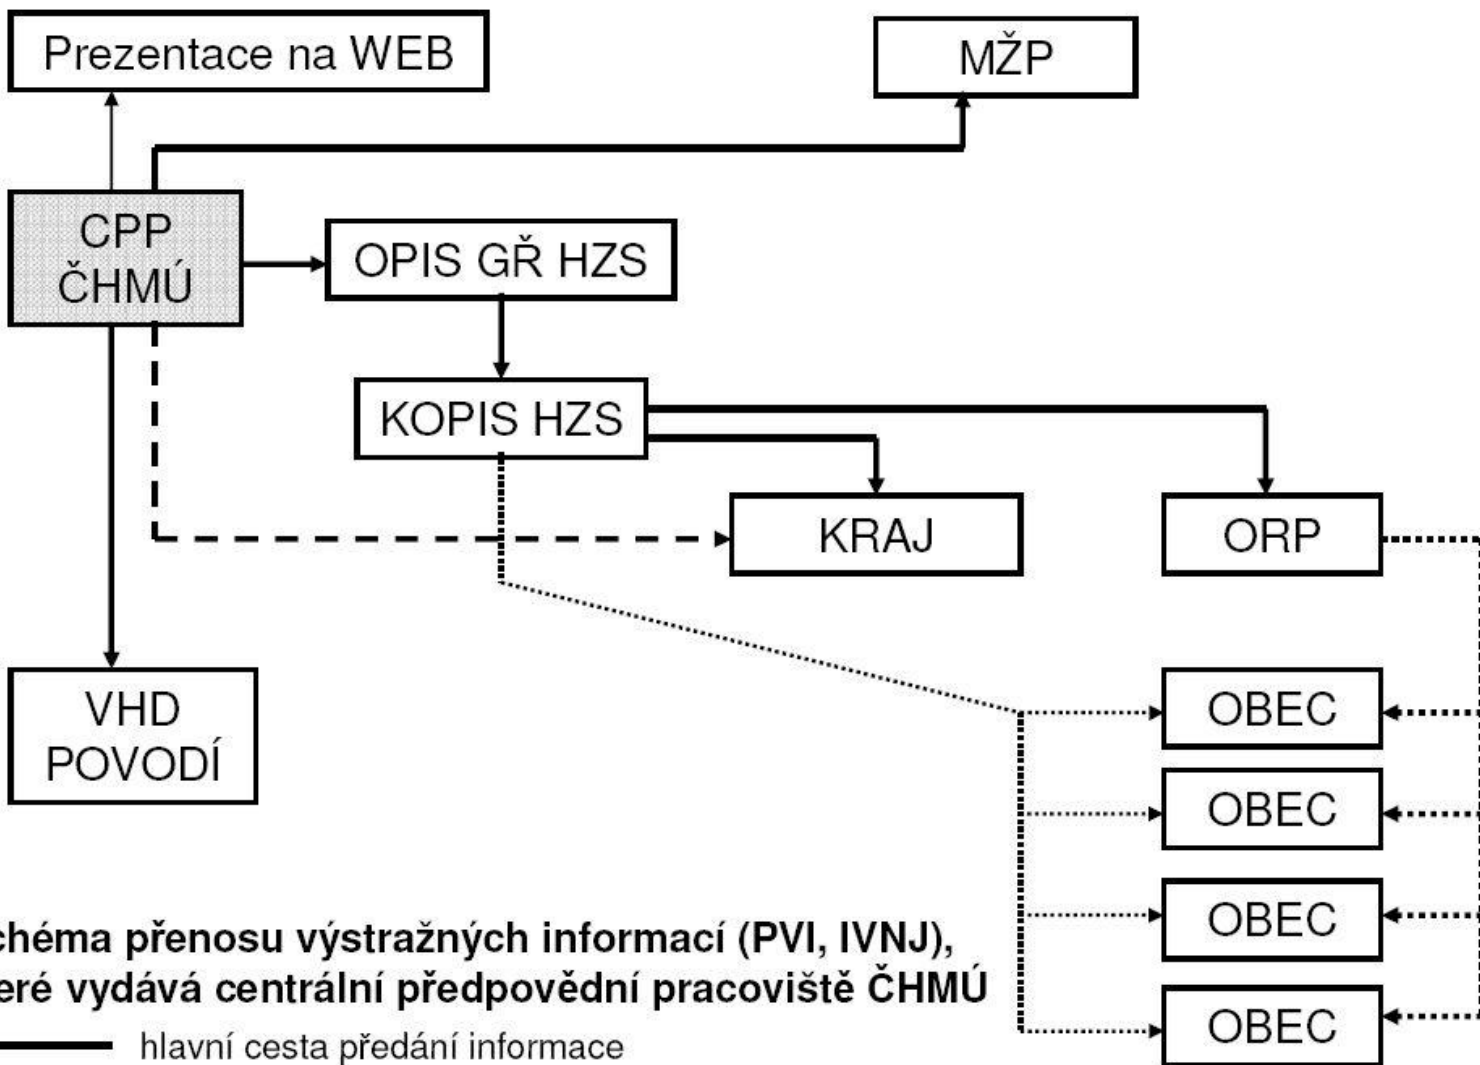 Prezentace na WEB
MŽP
CPP
ČHMÚ
OPIS GŘ HZS
KOPIS HZS
KRAJ
ORP
VHD
POVODÍ
OBEC
OBEC
OBEC
OBEC
chéma přenosu výstražných informací (PVI, IVNJ),
eré vydává centrální předpovědní pracoviště ČHMÚ
hlavní cesta předání informace